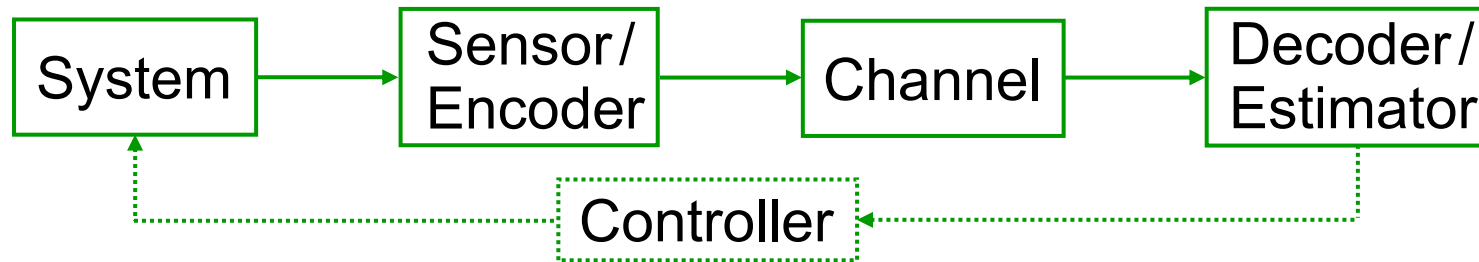 System
Sensor/
Encoder
Channel
Decoder/
Estimator
Controller